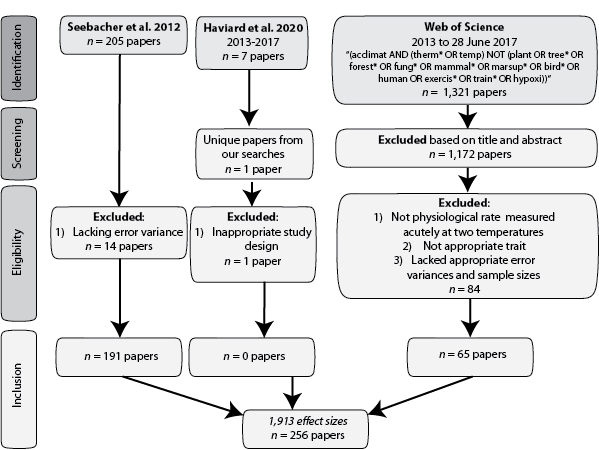 Identification
Seebacher et al. 2012
n = 205 papers
Haviard et al. 2020
2013-2017
n = 7 papers
Web of Science
2013 to 28 June 2017
"(acclimat AND (therm* OR temp) NOT (plant OR tree* OR
forest* OR fung* OR mammal* OR marsup* OR bird* OR
human OR exercis* OR train* OR hypoxi))"
n = 1,321 papers
Screening
Unique papers from
our searches
n = 1 paper
Excluded based on title and abstract
n = 1,172 papers
Eligibility
Excluded:
1) Lacking error variance
n = 14 papers
Excluded:
1) Inappropriate study
design
n = 1 paper
Excluded:
1) Not physiological rate measured
acutely at two temperatures
2) Not appropriate trait
3) Lacked appropriate error
variances and sample sizes
n = 84
Inclusion
n = 191 papers
n = 0 papers
n = 65 papers
1,913 effect sizes
n = 256 papers